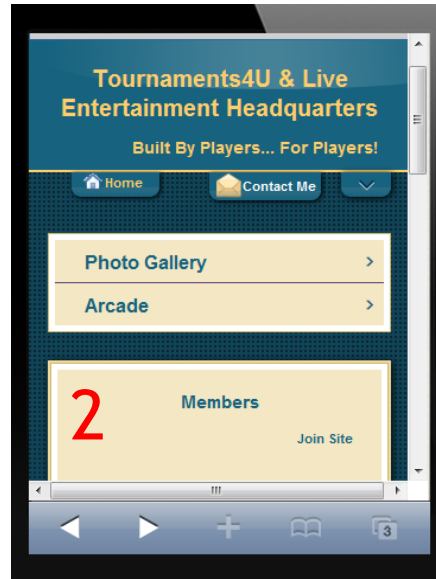 Tournaments4U & Live
Entertainment Headquarters
Built By Players... For Players!
Home
Contact Me
Photo Gallery
Arcade
2
Members
Join Site
3